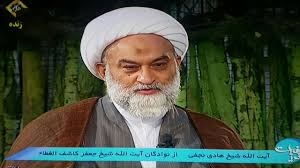 زنده
آیت الله شیخ هادی نجفی از نوادگان آیت الله شیخ جعفر کاشف الغطاء